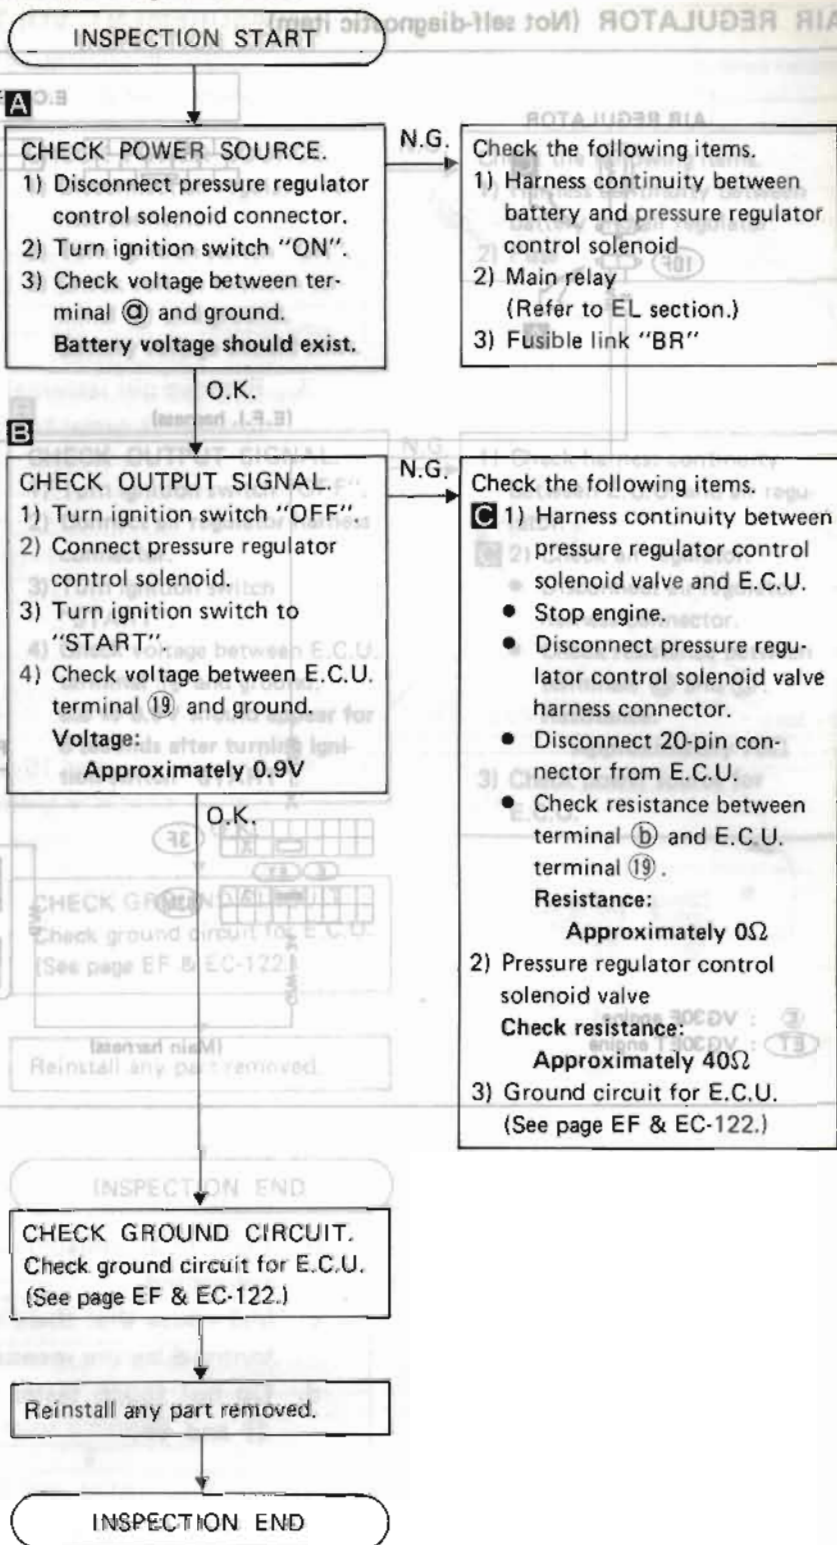 AIR REGULATOR (Not self-diagnostic item)
INSPECTION START
A
CHECK POWER SOURCE.
1) Disconnect pressure regulator
control solenoid connector.
2) Turn ignition switch "ON".
3) Check voltage between ter-
minal ⓐ and ground.
Battery voltage should exist.
N.G.
Check the following items.
1) Harness continuity between
battery and pressure regulator
control solenoid
2) Main relay
(Refer to EL section.)
3) Fusible link "BR"
O.K.
B
CHECK OUTPUT SIGNAL.
1) Turn ignition switch "OFF".
2) Connect pressure regulator
control solenoid.
3) Turn ignition switch to
"START".
4) Check voltage between E.C.U.
terminal ⑲ and ground.
Voltage:
Approximately 0.9V
N.G.
Check the following items.
C 1) Harness continuity between
pressure regulator control
solenoid valve and E.C.U.
● Stop engine.
● Disconnect pressure regu-
lator control solenoid valve
harness connector.
● Disconnect 20-pin con-
nector from E.C.U.
● Check resistance between
terminal ⓑ and E.C.U.
terminal ⑲.
Resistance:
Approximately 0Ω
2) Pressure regulator control
solenoid valve
Check resistance:
Approximately 40Ω
3) Ground circuit for E.C.U.
(See page EF & EC-122.)
O.K.
CHECK GROUND CIRCUIT.
Check ground circuit for E.C.U.
(See page EF & EC-122.)
Reinstall any part removed.
INSPECTION END